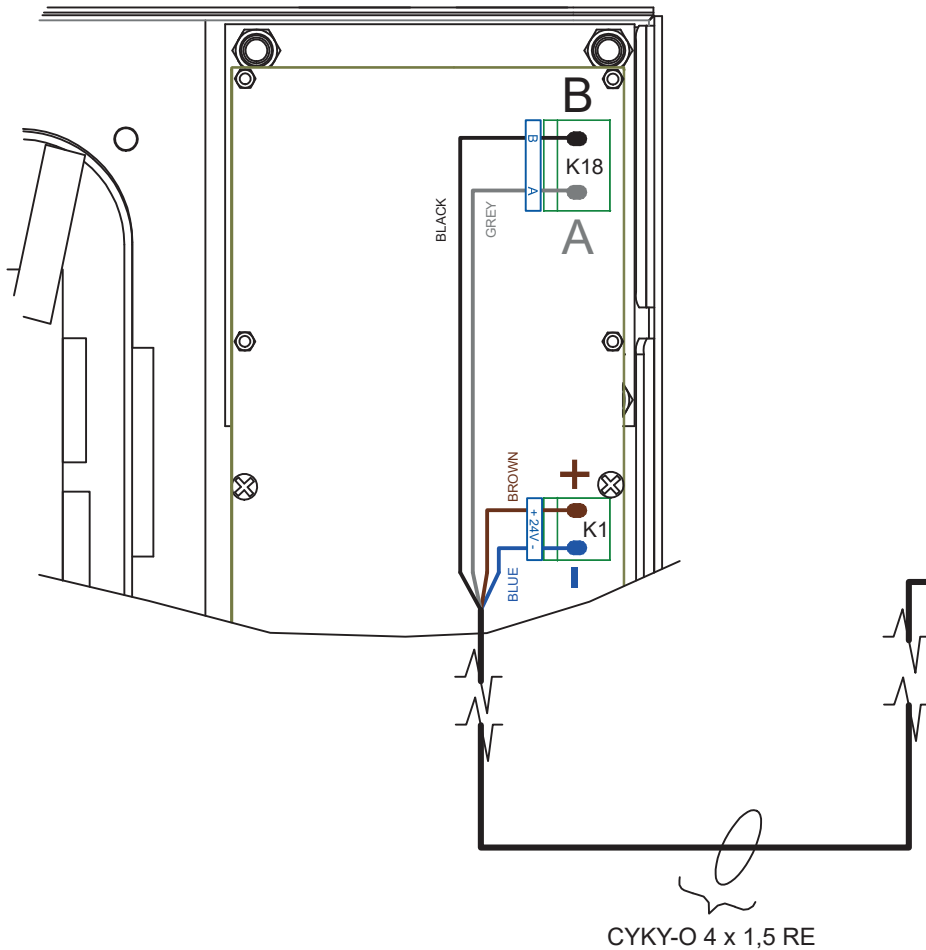 B
B
K18
A
A
BLACK
GREY
BROWN
+
+ 24V -
K1
-
BLUE
CYKY-O 4 x 1,5 RE